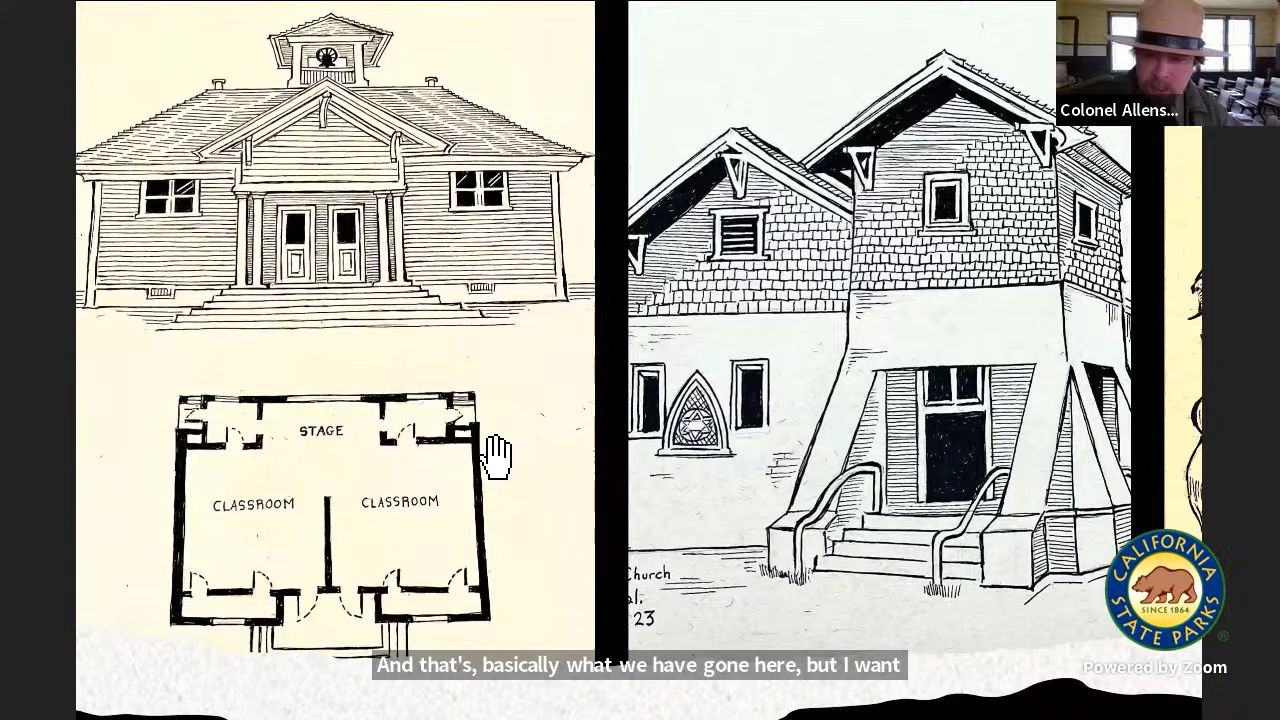 Colonel Allens...
STAGE
CLASSROOM CLASSROOM
Church
al.
23
CALIFORNIA
SINCE 1864
STATE PARKS
®
And that's, basically what we have gone here, but I want
Powered by Zoom